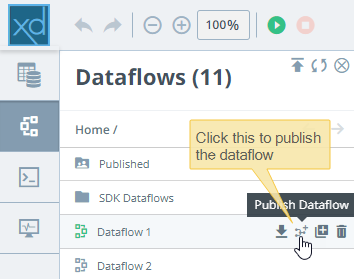 xd
100%
Dataflows (11)
Home /
Click this to publish
the dataflow
Published
Publish Dataflow
SDK Dataflows
Dataflow 1
Dataflow 2